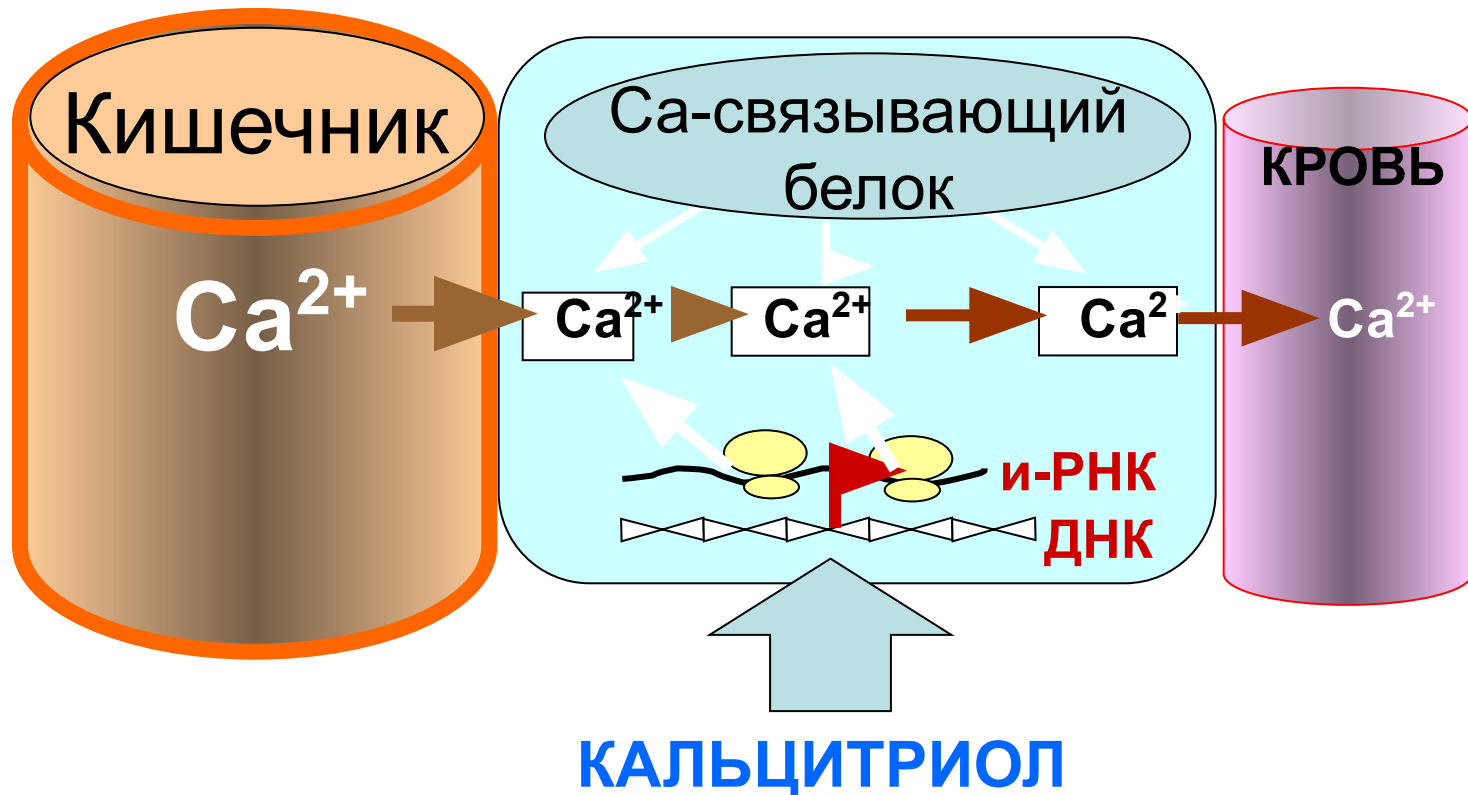 Кишечник
Са-связывающий
белок
КРОВЬ
Ca²⁺
Ca²⁺
Ca²⁺
Ca²⁺
Ca²⁺
и-РНК
ДНК
КАЛЬЦИТРИОЛ